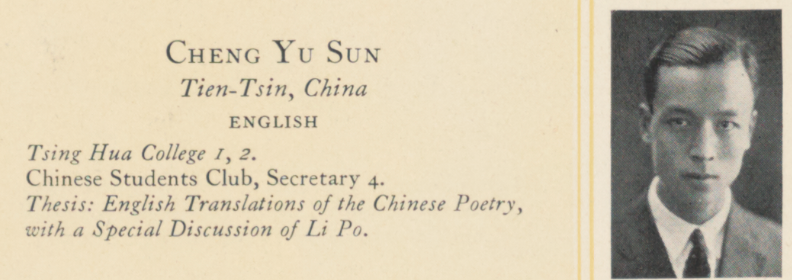 Cheng Yu Sun
Tien-Tsin, China
ENGLISH
Tsing Hua College 1, 2.
Chinese Students Club, Secretary 4.
Thesis: English Translations of the Chinese Poetry,
with a Special Discussion of Li Po.